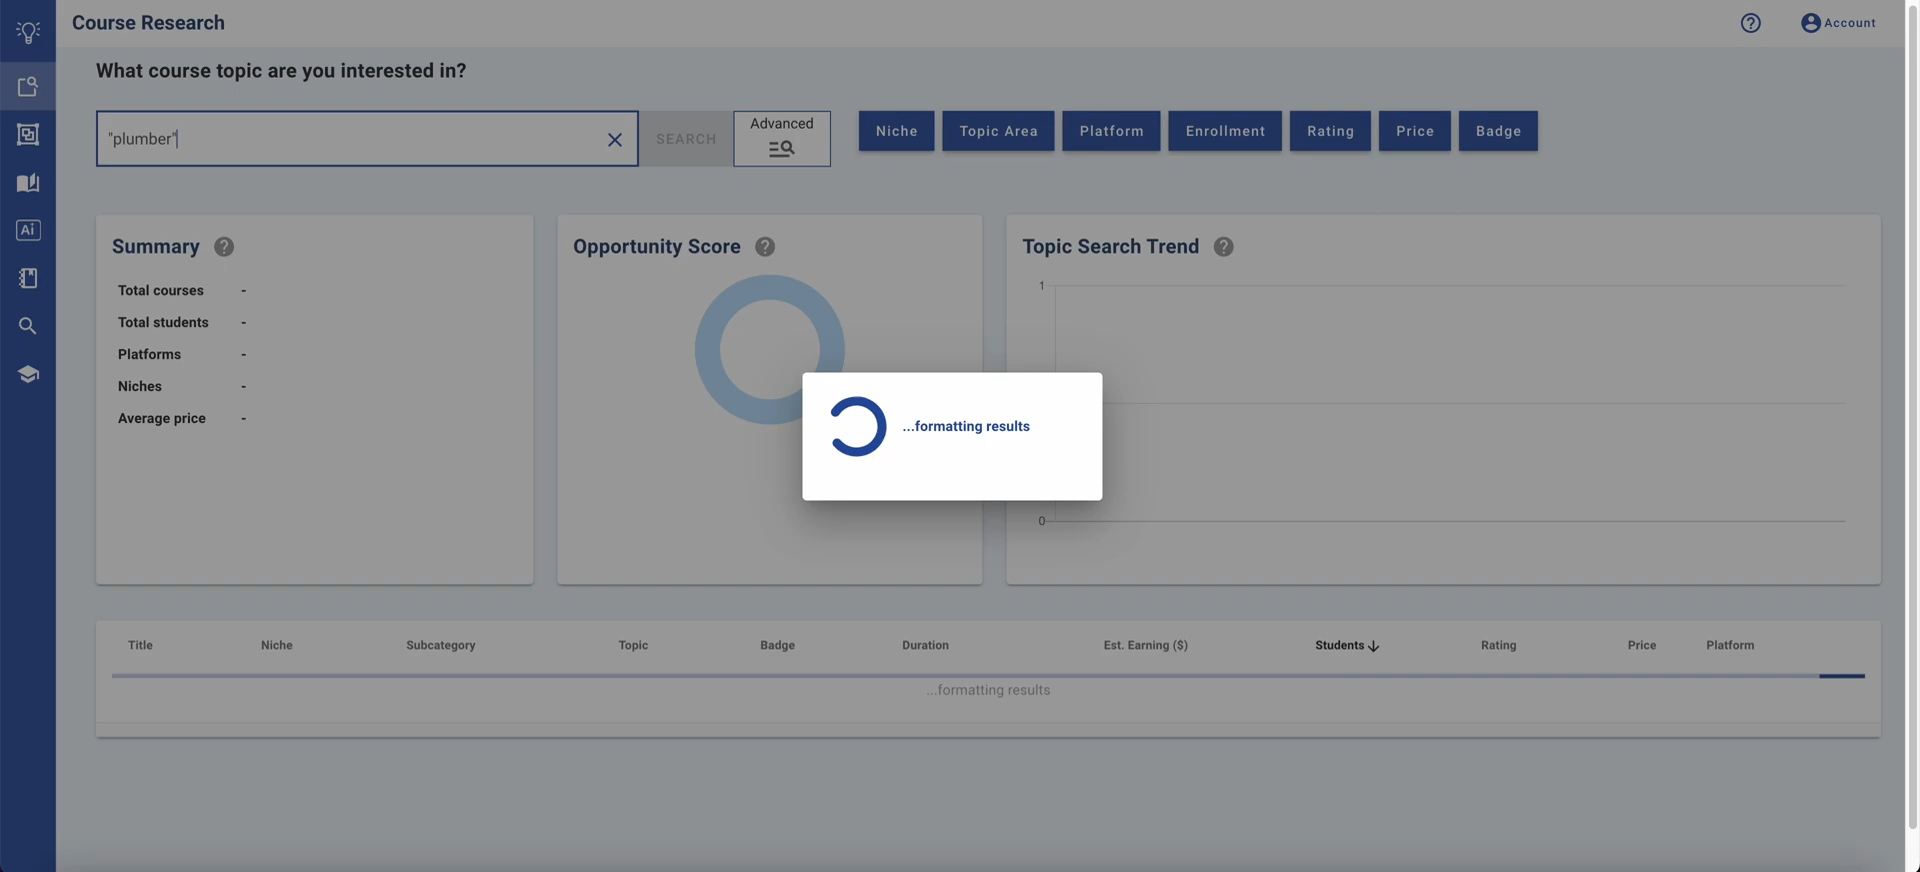 Course Research
Account
What course topic are you interested in?
"plumber"
SEARCH
Advanced
Niche
Topic Area
Platform
Enrollment
Rating
Price
Badge
Ai
Summary
Total courses -
Total students -
Platforms -
Niches -
Average price -
Opportunity Score
Topic Search Trend
1
0
...formatting results
Title Niche Subcategory Topic Badge Duration Est. Earning ($) Students Rating Price Platform
...formatting results